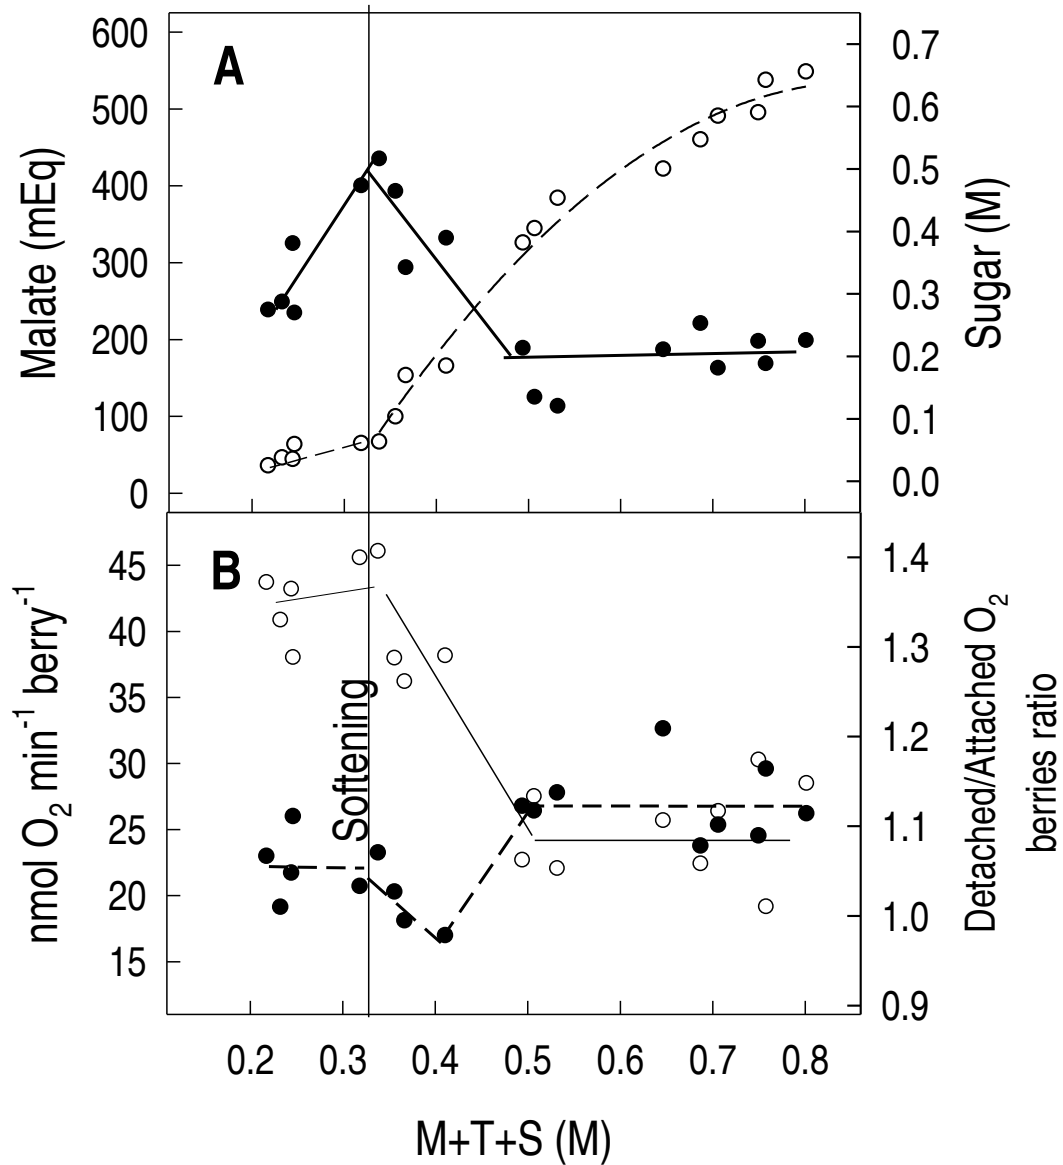 A
600
500
400
300
200
100
0
Malate (mEq)
0.7
0.6
0.5
0.4
0.3
0.2
0.1
0.0
Sugar (M)
B
45
40
35
30
25
20
15
nmol O₂ min⁻¹ berry⁻¹
Softening
1.4
1.3
1.2
1.1
1.0
0.9
Detached/Attached O₂
berries ratio
0.2 0.3 0.4 0.5 0.6 0.7 0.8
M+T+S (M)